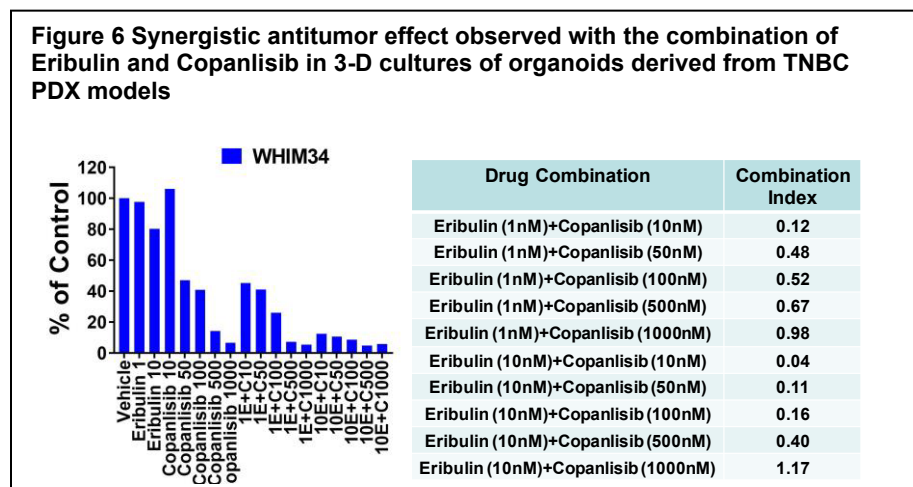 Figure 6 Synergistic antitumor effect observed with the combination of
Eribulin and Copanlisib in 3-D cultures of organoids derived from TNBC
PDX models
WHIM34
% of Control
120
100
80
60
40
20
0
Vehicle
Eribulin 1
Eribulin 10
Copanlisib 10
Copanlisib 50
Copanlisib 100
Copanlisib 500
opanlisib 1000
1E+C10
1E+C50
1E+C100
1E+C500
1E+C1000
10E+C10
10E+C50
10E+C100
10E+C500
10E+C1000
Drug Combination Combination Index
Eribulin (1nM)+Copanlisib (10nM) 0.12
Eribulin (1nM)+Copanlisib (50nM) 0.48
Eribulin (1nM)+Copanlisib (100nM) 0.52
Eribulin (1nM)+Copanlisib (500nM) 0.67
Eribulin (1nM)+Copanlisib (1000nM) 0.98
Eribulin (10nM)+Copanlisib (10nM) 0.04
Eribulin (10nM)+Copanlisib (50nM) 0.11
Eribulin (10nM)+Copanlisib (100nM) 0.16
Eribulin (10nM)+Copanlisib (500nM) 0.40
Eribulin (10nM)+Copanlisib (1000nM) 1.17